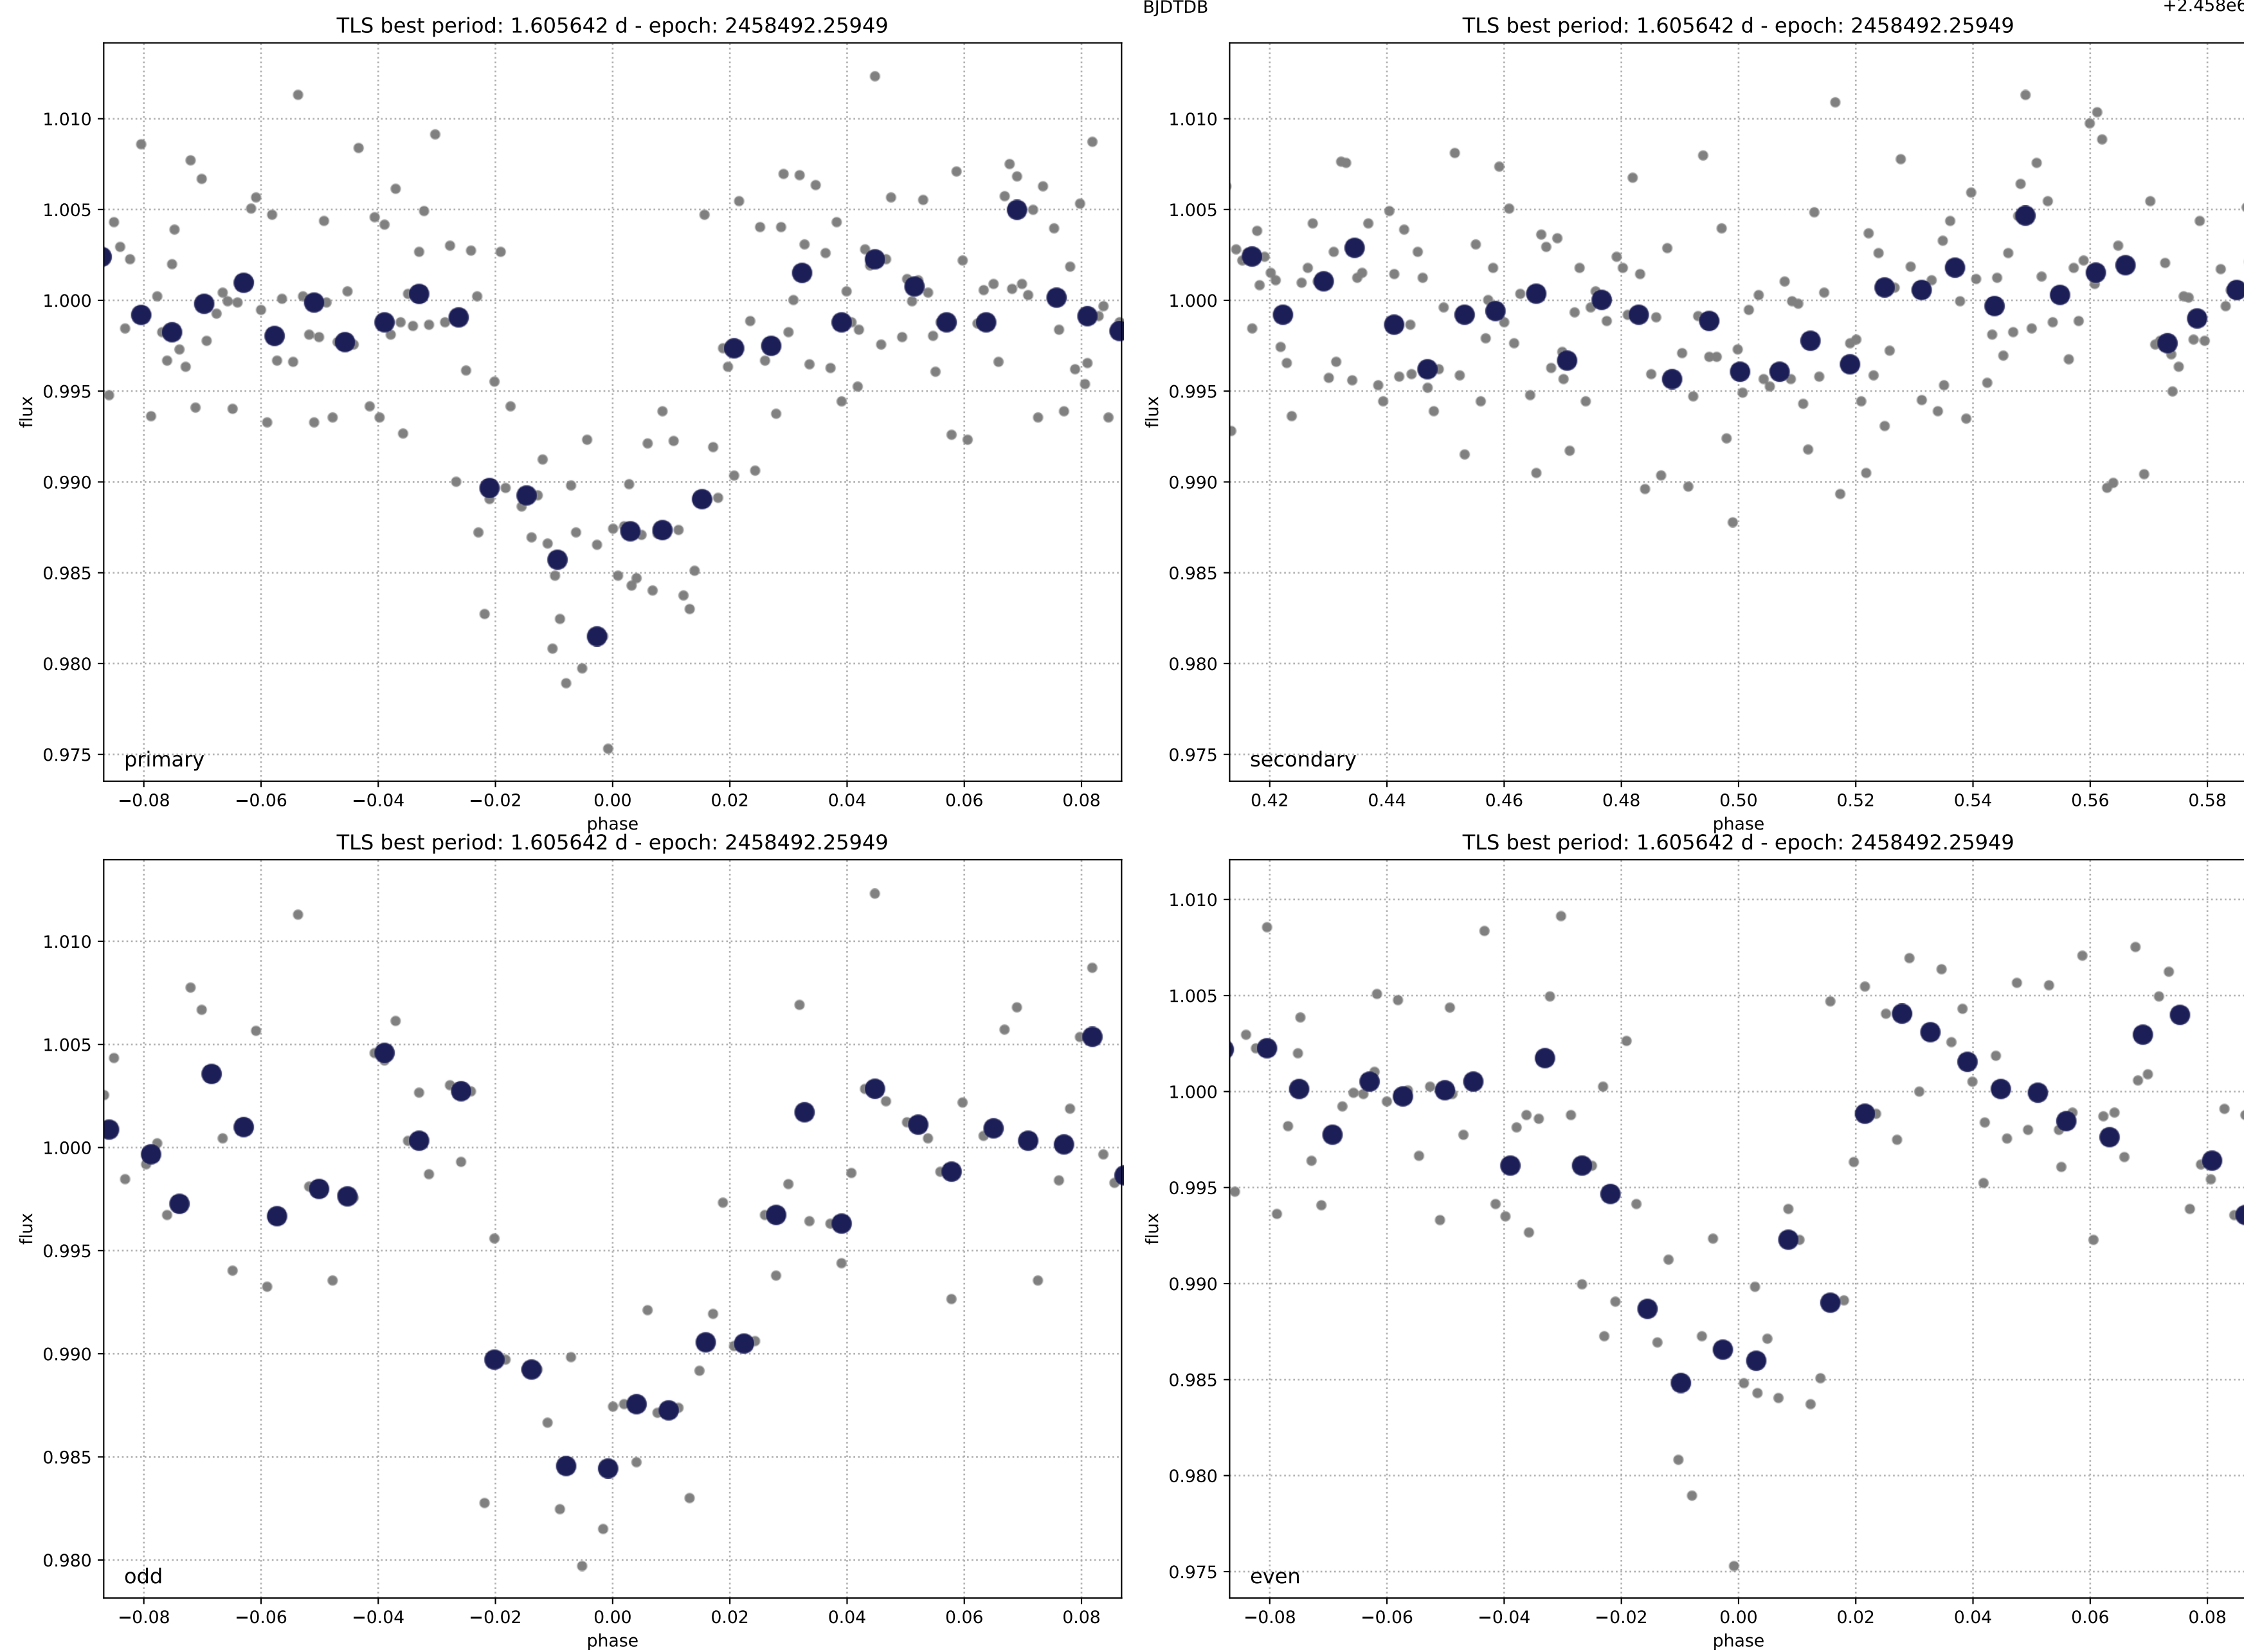 BJDTDB +2.458e6
TLS best period: 1.605642 d - epoch: 2458492.25949
1.010
1.005
1.000
0.995
0.990
0.985
0.980
0.975
flux
primary
−0.08 −0.06 −0.04 −0.02 0.00 0.02 0.04 0.06 0.08
phase
TLS best period: 1.605642 d - epoch: 2458492.25949
1.010
1.005
1.000
0.995
0.990
0.985
0.980
0.975
flux
secondary
0.42 0.44 0.46 0.48 0.50 0.52 0.54 0.56 0.58
phase
TLS best period: 1.605642 d - epoch: 2458492.25949
1.010
1.005
1.000
0.995
0.990
0.985
0.980
flux
odd
−0.08 −0.06 −0.04 −0.02 0.00 0.02 0.04 0.06 0.08
phase
TLS best period: 1.605642 d - epoch: 2458492.25949
1.010
1.005
1.000
0.995
0.990
0.985
0.980
0.975
flux
even
−0.08 −0.06 −0.04 −0.02 0.00 0.02 0.04 0.06 0.08
phase